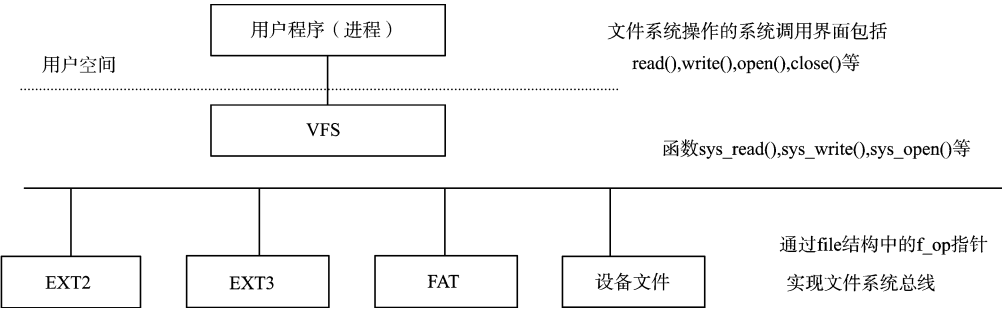 用户程序（进程）
文件系统操作的系统调用界面包括
用户空间
read(),write(),open(),close()等
VFS
函数sys_read(),sys_write(),sys_open()等
通过file结构中的f_op指针
EXT2
EXT3
FAT
设备文件
实现文件系统总线